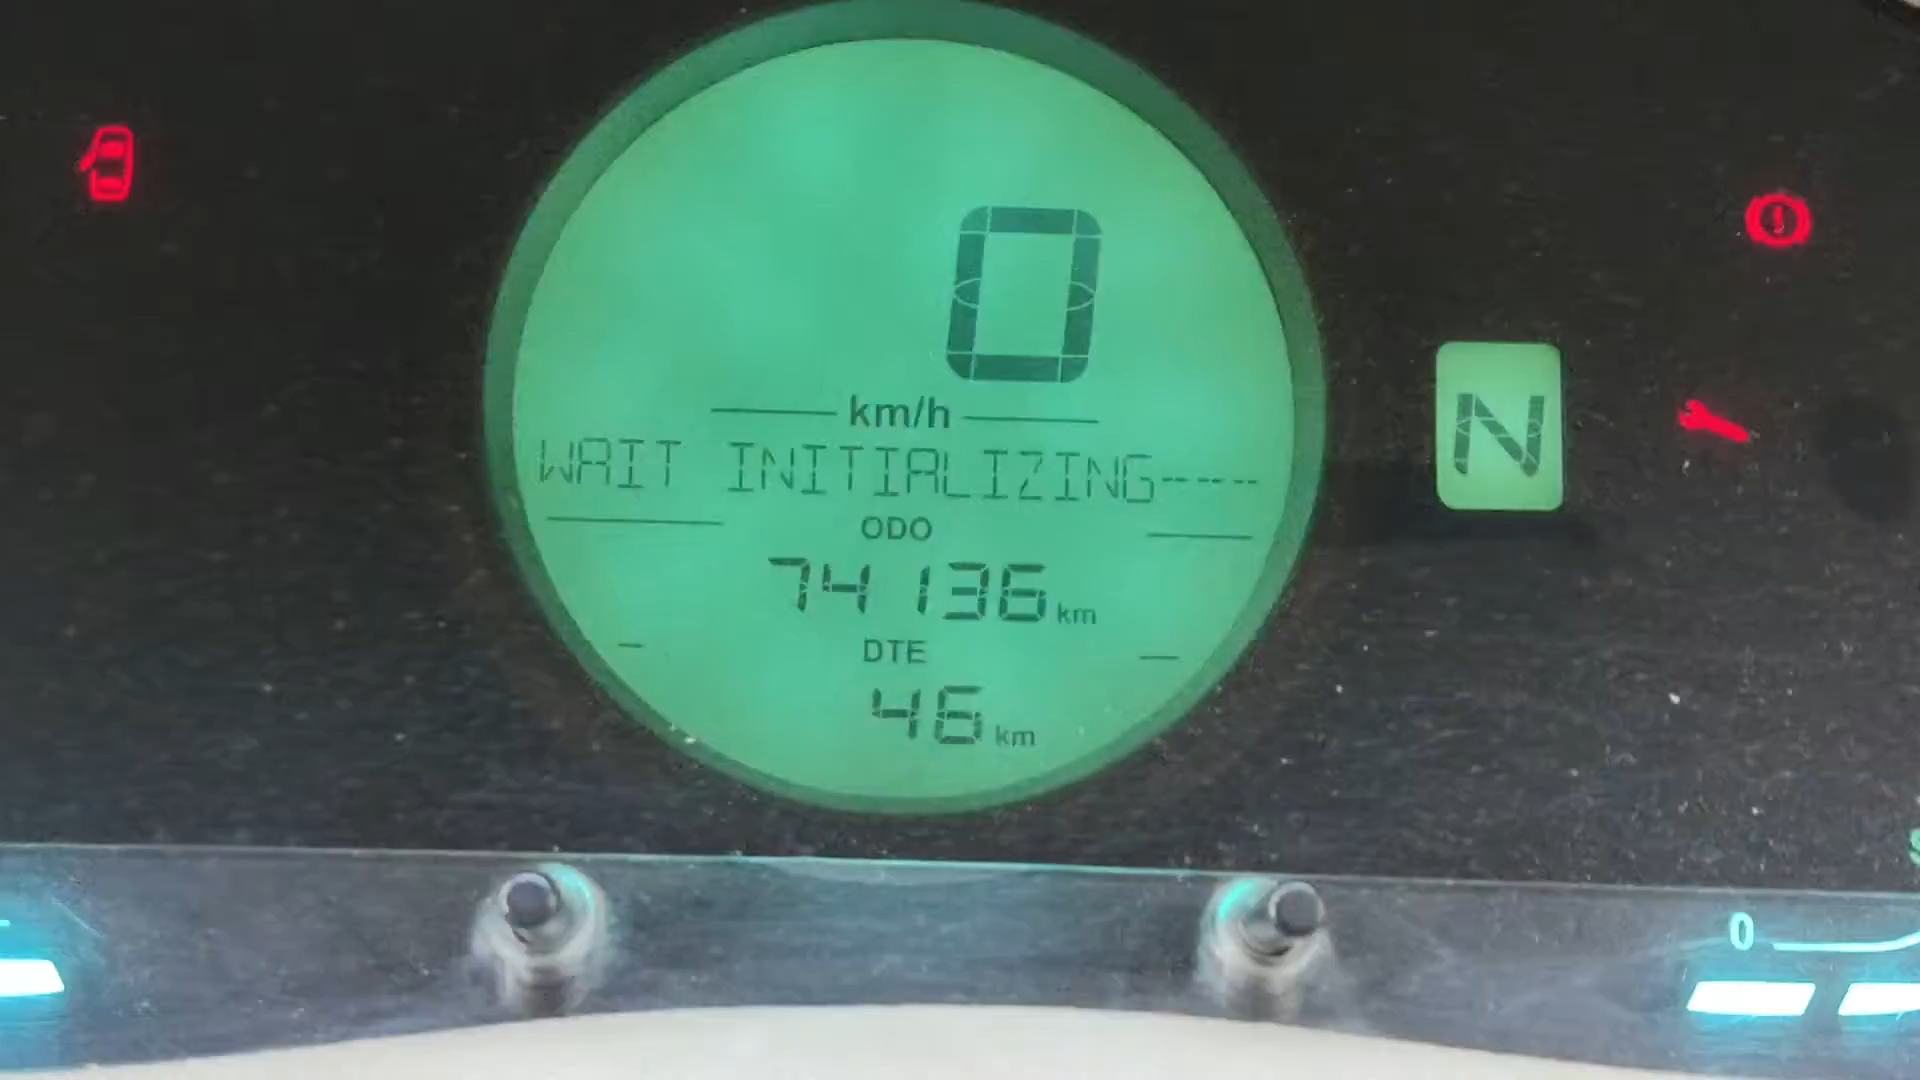 0
km/h
WAIT INITIALIZING----
ODO
74136 km
DTE
46 km
N
0